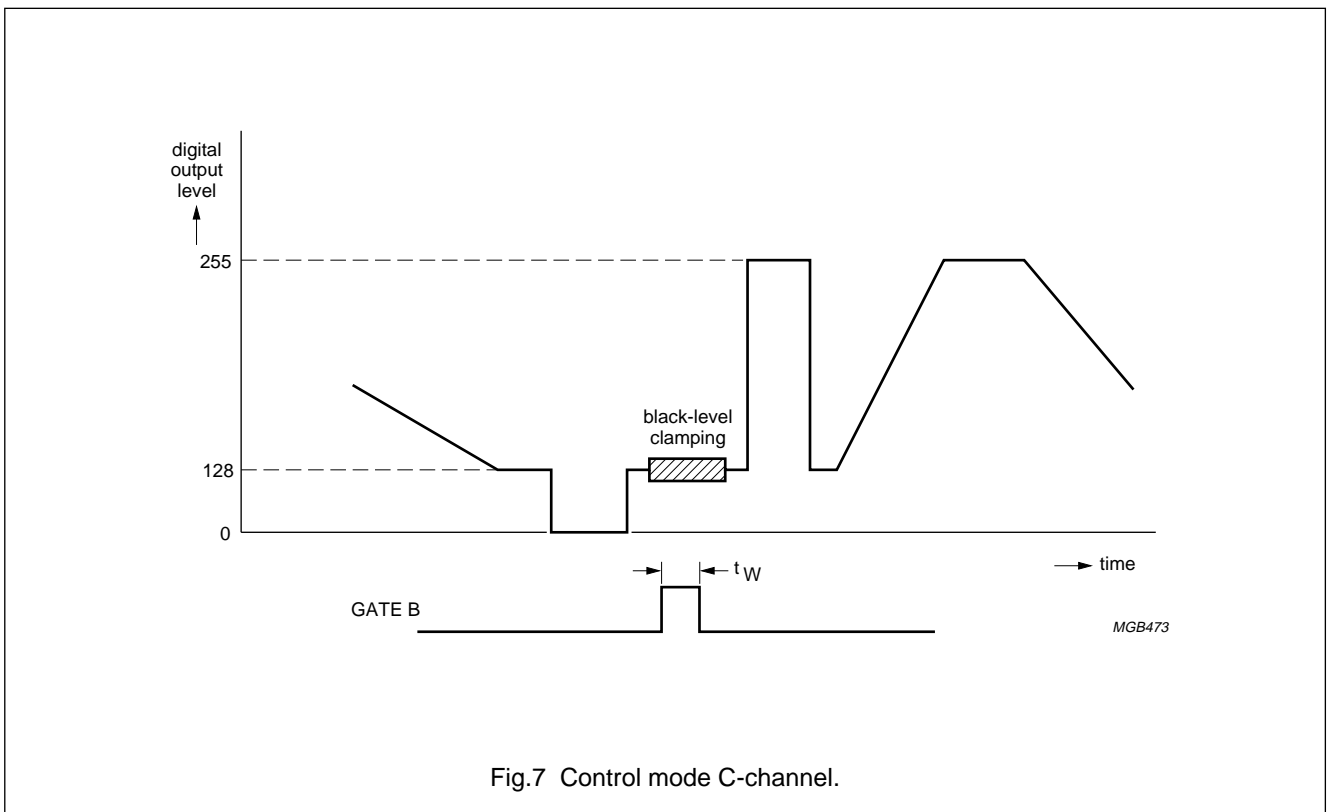 digital
output
level
255
black-level
clamping
128
0
time
t W
GATE B
MGB473
Fig.7 Control mode C-channel.